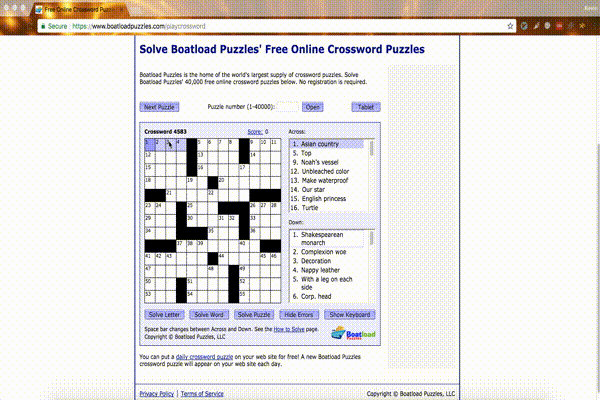 Free Online Crossword Puzzles
Secure
https://www.boatloadpuzzles.com/playcrossword
Solve Boatload Puzzles' Free Online Crossword Puzzles
Boatload Puzzles is the home of the world's largest supply of crossword puzzles. Solve
Boatload Puzzles' 40,000 free online crossword puzzles below. No registration is required.
Next Puzzle
Puzzle number (1-40000):
Open
Tablet
Crossword 4583
Score: 0
1 2 3 4 5 6 7 8 9 10 11
12 13 14
15 16 17
18 19 20
21 22
23 24 25 26 27 28
29 30 31 32 33
34 35 36
37 38 39 40
41 42 43 44 45 46
47 48 49
50 51 52
53 54 55
Across:
1. Asian country
5. Top
9. Noah's vessel
12. Unbleached color
13. Make waterproof
14. Our star
15. English princess
16. Turtle
Down:
1. Shakespearean
monarch
2. Complexion woe
3. Decoration
4. Nappy leather
5. With a leg on each
side
6. Corp. head
Solve Letter
Solve Word
Solve Puzzle
Hide Errors
Show Keyboard
Space bar changes between Across and Down. See the How to Solve page.
Copyright © Boatload Puzzles, LLC
Boatload
PUZZLES
You can put a daily crossword puzzle on your web site for free! A new Boatload Puzzles
crossword puzzle will appear on your web site each day.
Privacy Policy | Terms of Service
Copyright © Boatload Puzzles, LLC